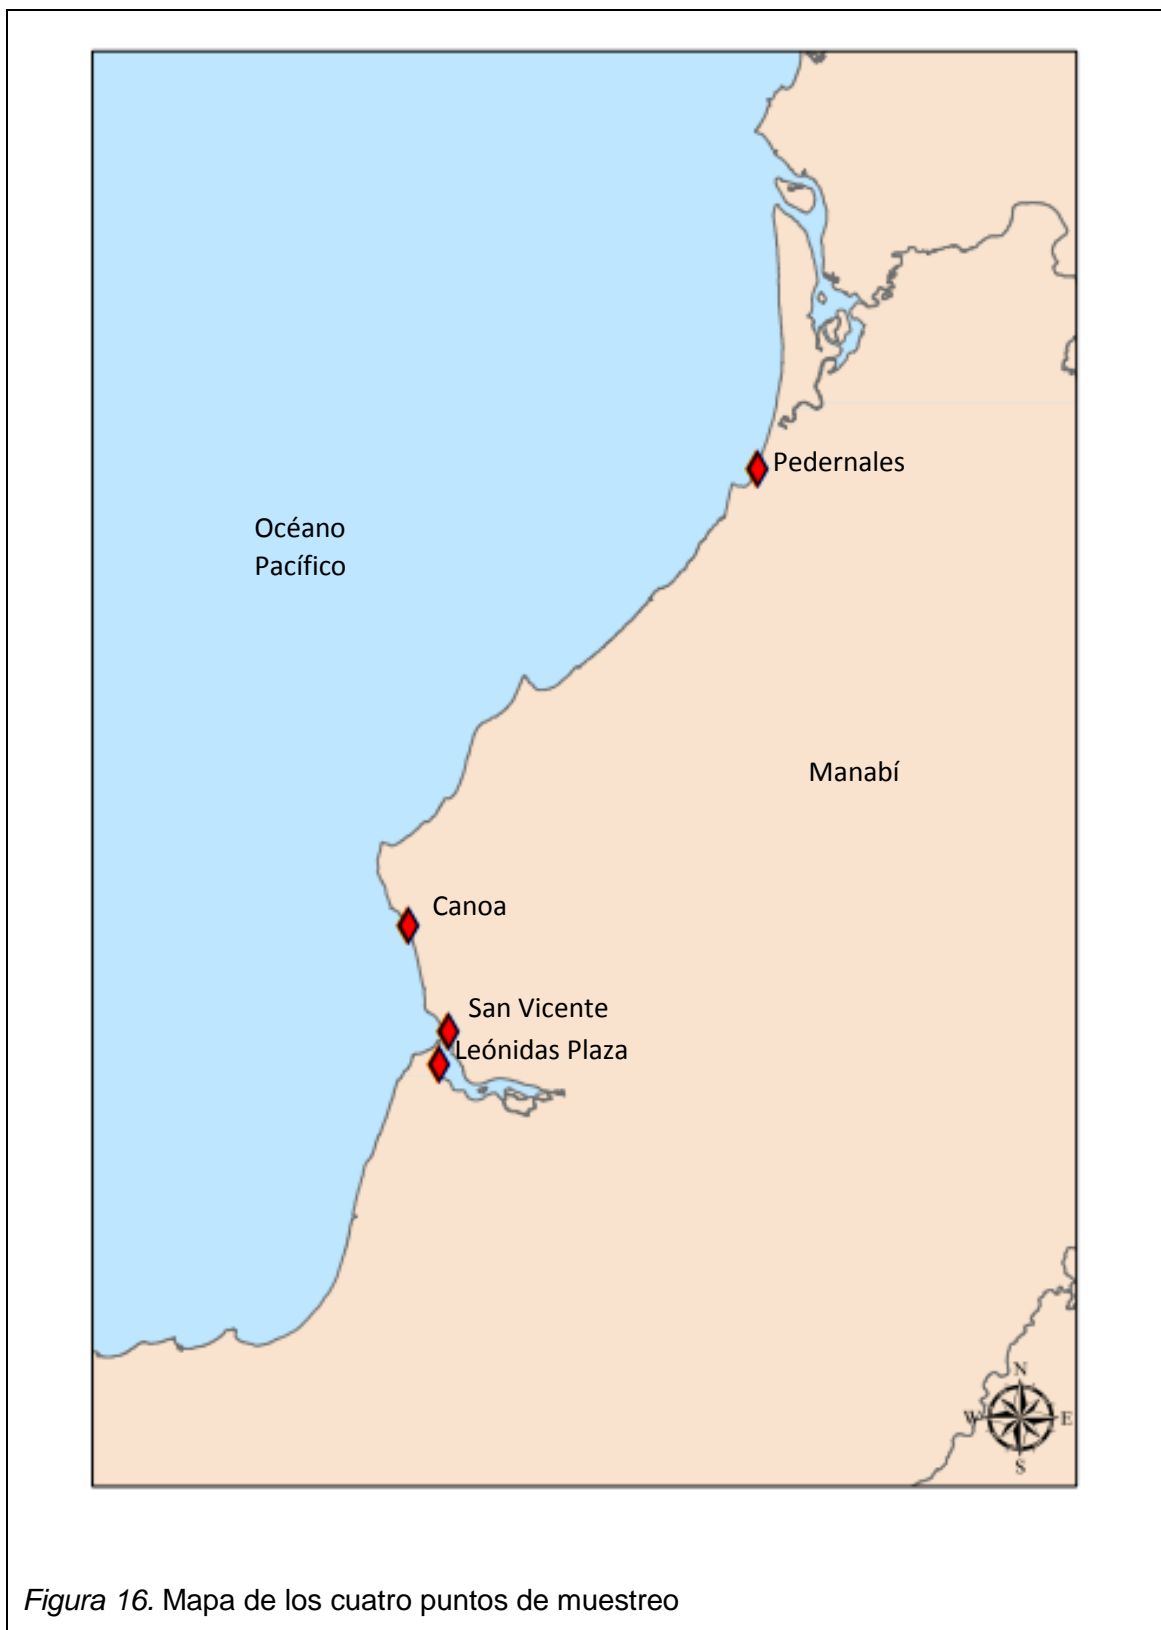 Pedernales
Océano
Pacífico
Manabí
Canoa
San Vicente
Leónidas Plaza
N
W E
S
Figura 16. Mapa de los cuatro puntos de muestreo